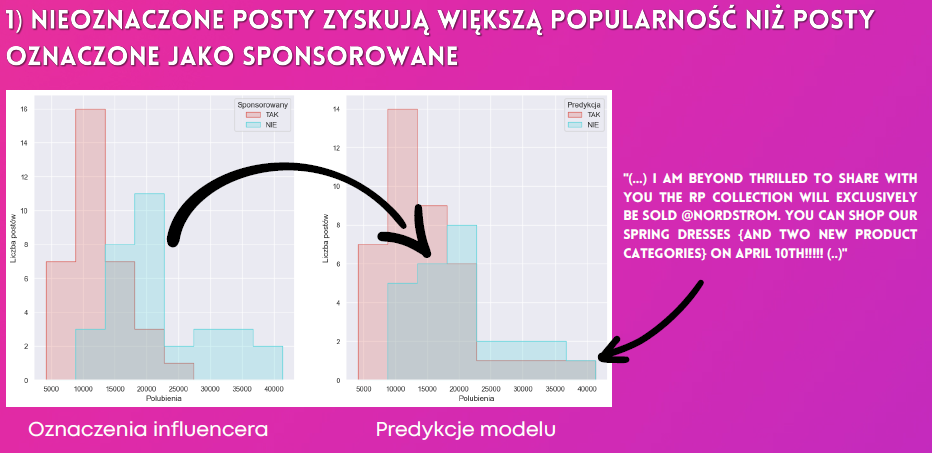 1) NIEOZNACZONE POSTY ZYSKUJĄ WIĘKSZĄ POPULARNOŚĆ NIŻ POSTY
OZNACZONE JAKO SPONSOROWANE
Sponsorowany
TAK
NIE
16
14
12
10
8
6
4
2
0
Liczba postów
5000 10000 15000 20000 25000 30000 35000 40000
Polubienia
Predykcja
TAK
NIE
14
12
10
8
6
4
2
0
Liczba postów
5000 10000 15000 20000 25000 30000 35000 40000
Polubienia
"(...) I AM BEYOND THRILLED TO SHARE WITH
YOU THE RP COLLECTION WILL EXCLUSIVELY
BE SOLD @NORDSTROM. YOU CAN SHOP OUR
SPRING DRESSES {AND TWO NEW PRODUCT
CATEGORIES} ON APRIL 10TH!!!!! (..)"
Oznaczenia influencera
Predykcje modelu